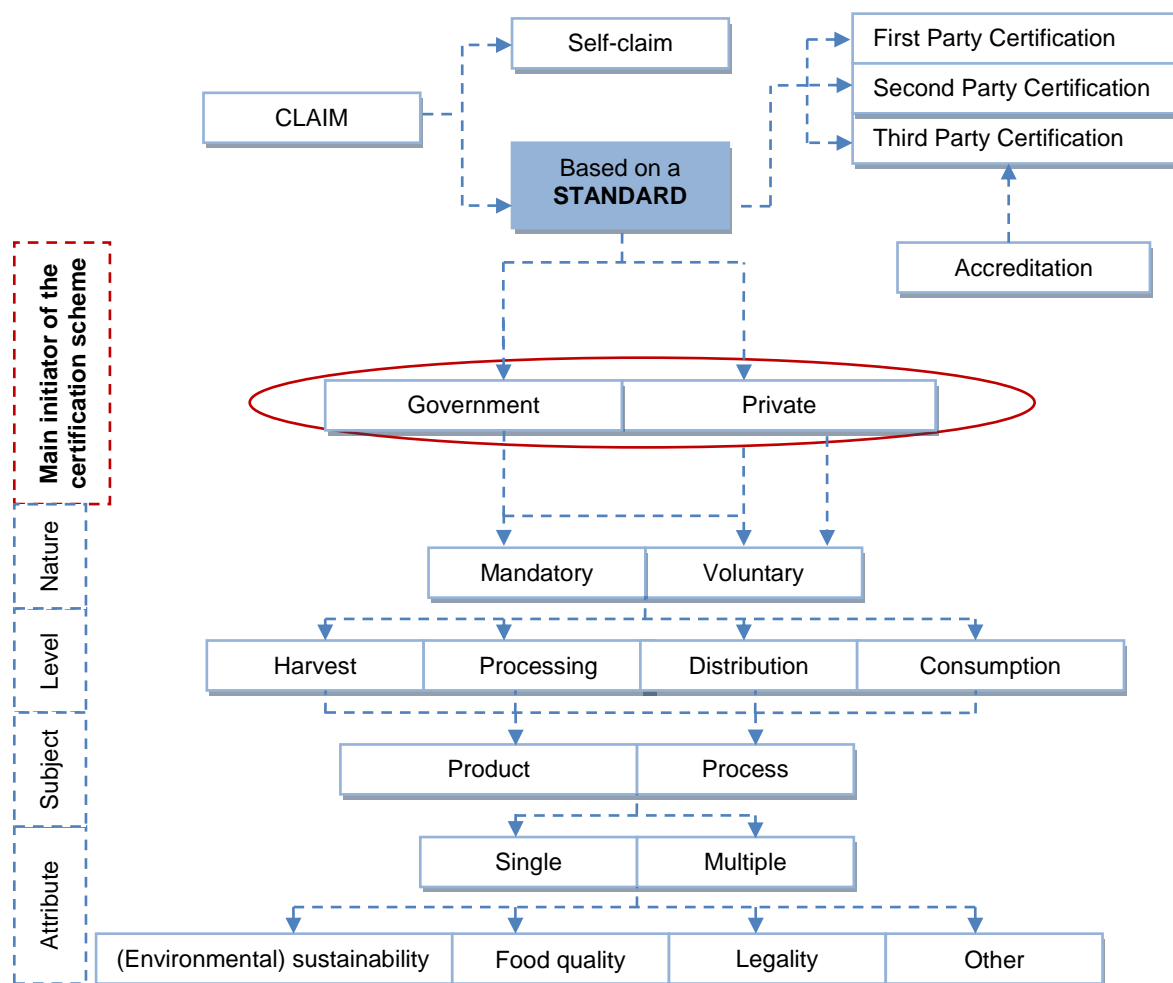 Self-claim
First Party Certification
Second Party Certification
CLAIM
Third Party Certification
Based on a
STANDARD
Accreditation
Main initiator of the
certification scheme
Government
Private
Nature
Mandatory
Voluntary
Level
Harvest
Processing
Distribution
Consumption
Subject
Product
Process
Attribute
Single
Multiple
(Environmental) sustainability
Food quality
Legality
Other